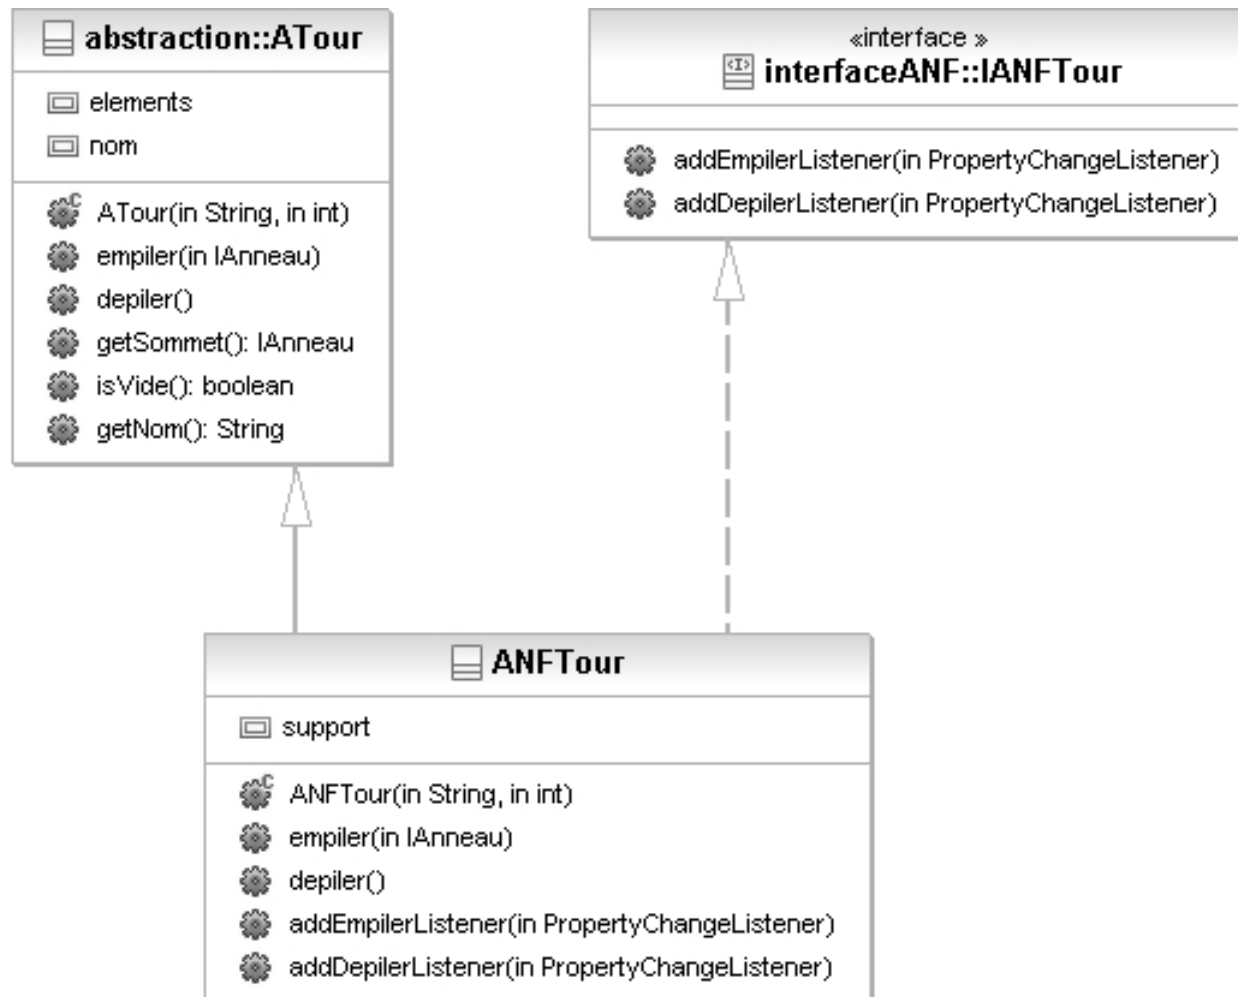 abstraction::ATour
elements
nom
ATour(in String, in int)
empiler(in IAnneau)
depiler()
getSommet(): IAnneau
isVide(): boolean
getNom(): String
«interface »
interfaceANF::IANFTour
addEmpilerListener(in PropertyChangeListener)
addDepilerListener(in PropertyChangeListener)
ANFTour
support
ANFTour(in String, in int)
empiler(in IAnneau)
depiler()
addEmpilerListener(in PropertyChangeListener)
addDepilerListener(in PropertyChangeListener)